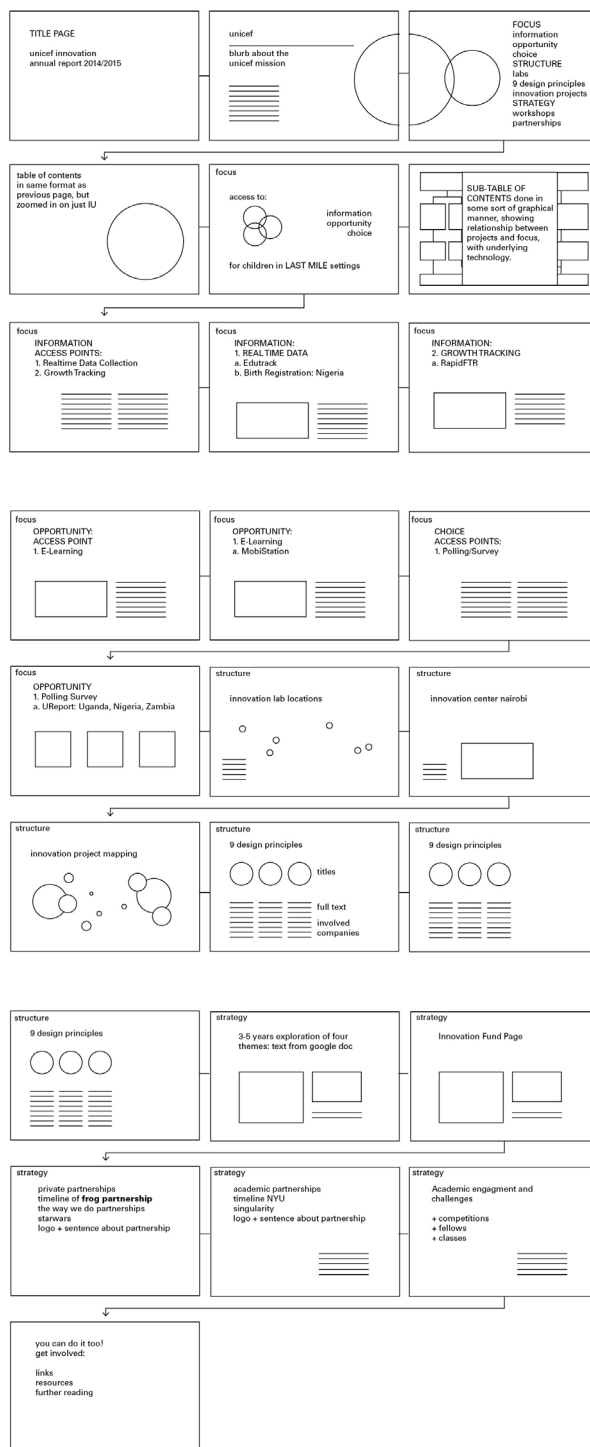 TITLE PAGE
unicef innovation
annual report 2014/2015
unicef
blurb about the
unicef mission
FOCUS
information
opportunity
choice
STRUCTURE
labs
9 design principles
innovation projects
STRATEGY
workshops
partnerships
table of contents
in same format as
previous page, but
zoomed in on just IU
focus
access to:
information
opportunity
choice
for children in LAST MILE settings
SUB-TABLE OF
CONTENTS done in
some sort of graphical
manner, showing
relationship between
projects and focus,
with underlying
technology.
focus
INFORMATION
ACCESS POINTS:
1. Realtime Data Collection
2. Growth Tracking
focus
INFORMATION:
1. REAL TIME DATA
a. Edutrack
b. Birth Registration: Nigeria
focus
INFORMATION:
2. GROWTH TRACKING
a. RapidFTR
focus
OPPORTUNITY:
ACCESS POINT
1. E-Learning
focus
OPPORTUNITY:
1. E-Learning
a. MobiStation
focus
CHOICE
ACCESS POINTS:
1. Polling/Survey
focus
OPPORTUNITY
1. Polling Survey
a. UReport: Uganda, Nigeria, Zambia
structure
innovation lab locations
structure
innovation center nairobi
structure
innovation project mapping
structure
9 design principles
titles
full text
involved
companies
structure
9 design principles
structure
9 design principles
strategy
3-5 years exploration of four
themes: text from google doc
strategy
Innovation Fund Page
strategy
private partnerships
timeline of frog partnership
the way we do partnerships
starwars
logo + sentence about partnership
strategy
academic partnerships
timeline NYU
singularity
logo + sentence about partnership
strategy
Academic engagment and
challenges
+ competitions
+ fellows
+ classes
you can do it too!
get involved:
links
resources
further reading